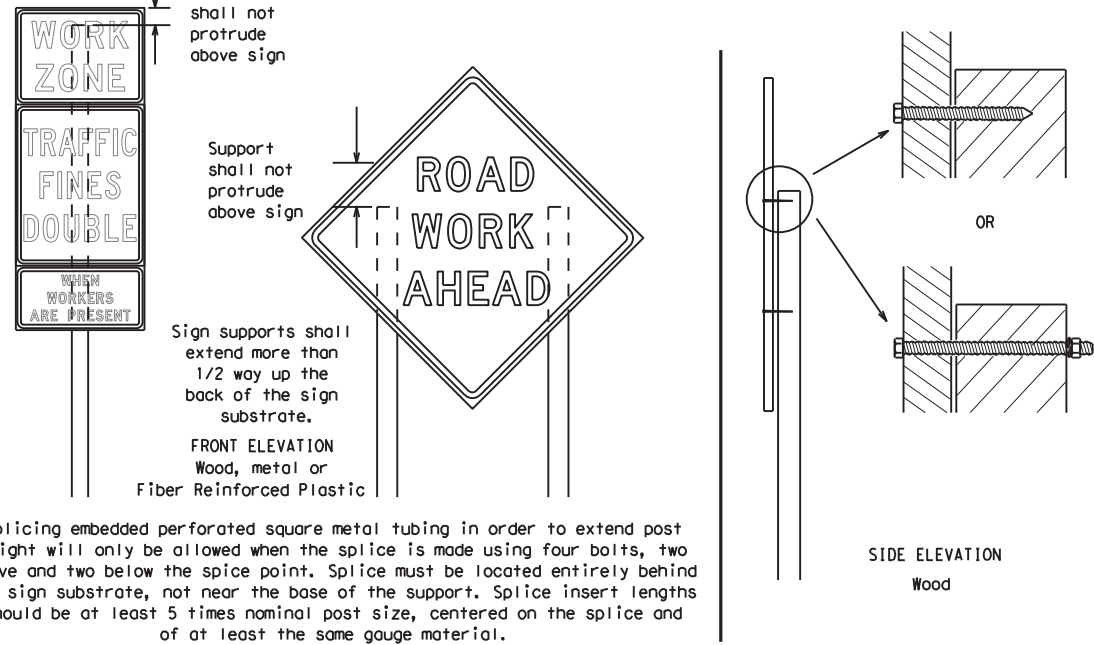 shall not
protrude
above sign
WORK
ZONE
TRAFFIC
FINES
DOUBLE
WHEN
WORKERS
ARE PRESENT
Support
shall not
protrude
above sign
ROAD
WORK
AHEAD
Sign supports shall
extend more than
1/2 way up the
back of the sign
substrate.
FRONT ELEVATION
Wood, metal or
Fiber Reinforced Plastic
OR
SIDE ELEVATION
Wood
embedded perforated square metal tubing in order to extend post
will only be allowed when the splice is made using four bolts, two
and two below the spice point. Splice must be located entirely behind
sign substrate, not near the base of the support. Splice insert lengths
be at least 5 times nominal post size, centered on the splice and
of at least the same gauge material.